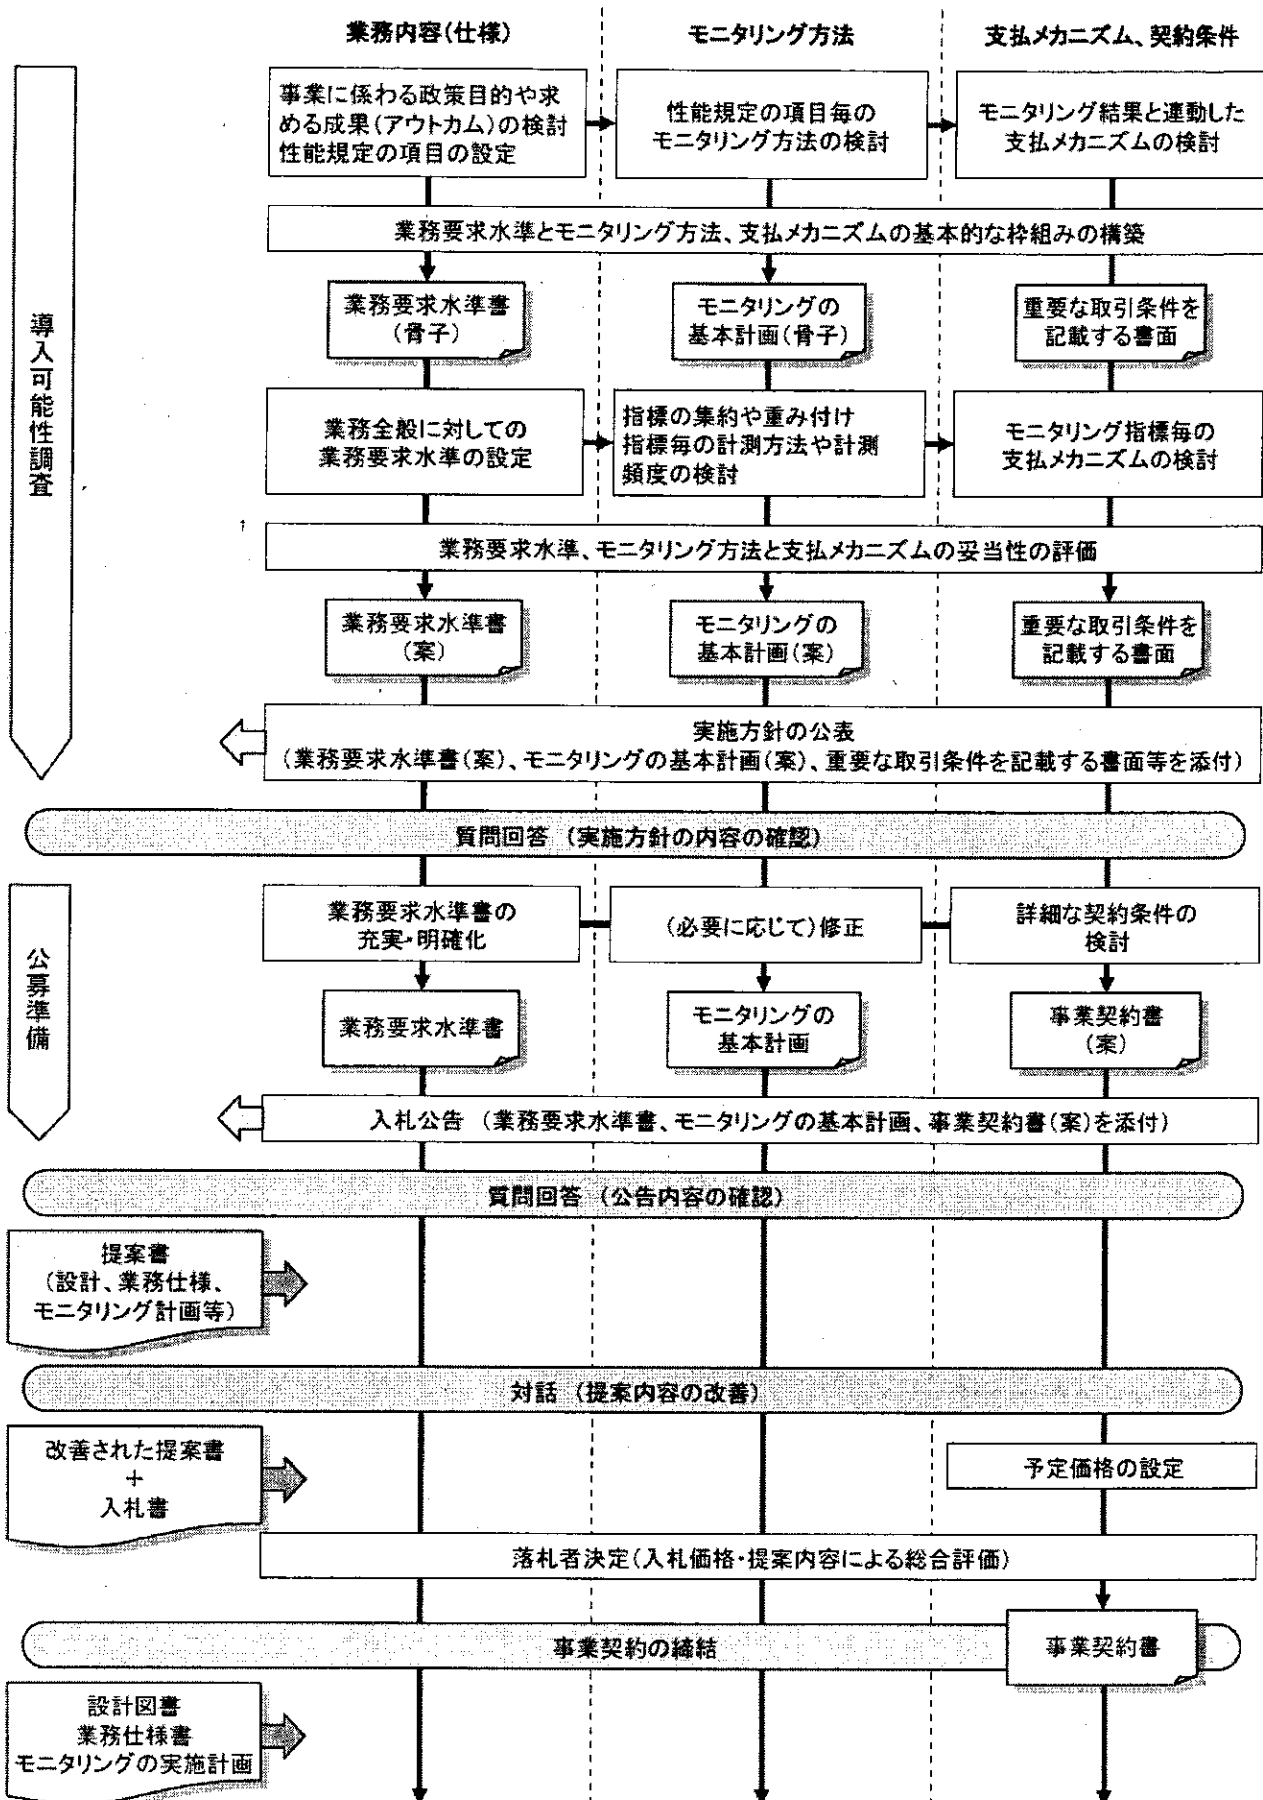 業務内容(仕様)
モニタリング方法
支払メカニズム、契約条件
導入可能性調査
事業に係わる政策目的や求
める成果(アウトカム)の検討
性能規定の項目の設定
性能規定の項目毎の
モニタリング方法の検討
モニタリング結果と連動した
支払メカニズムの検討
業務要求水準とモニタリング方法、支払メカニズムの基本的な枠組みの構築
業務要求水準書
(骨子)
モニタリングの
基本計画(骨子)
重要な取引条件を
記載する書面
業務全般に対しての
業務要求水準の設定
指標の集約や重み付け
指標毎の計測方法や計測
頻度の検討
モニタリング指標毎の
支払メカニズムの検討
業務要求水準、モニタリング方法と支払メカニズムの妥当性の評価
業務要求水準書
(案)
モニタリングの
基本計画(案)
重要な取引条件を
記載する書面
実施方針の公表
(業務要求水準書(案)、モニタリングの基本計画(案)、重要な取引条件を記載する書面等を添付)
質問回答 (実施方針の内容の確認)
公募準備
業務要求水準書の
充実・明確化
(必要に応じて)修正
詳細な契約条件の
検討
業務要求水準書
モニタリングの
基本計画
事業契約書
(案)
入札公告 (業務要求水準書、モニタリングの基本計画、事業契約書(案)を添付)
質問回答 (公告内容の確認)
提案書
(設計、業務仕様、
モニタリング計画等)
対話 (提案内容の改善)
改善された提案書
+
入札書
予定価格の設定
落札者決定(入札価格・提案内容による総合評価)
事業契約の締結
事業契約書
設計図書
業務仕様書
モニタリングの実施計画